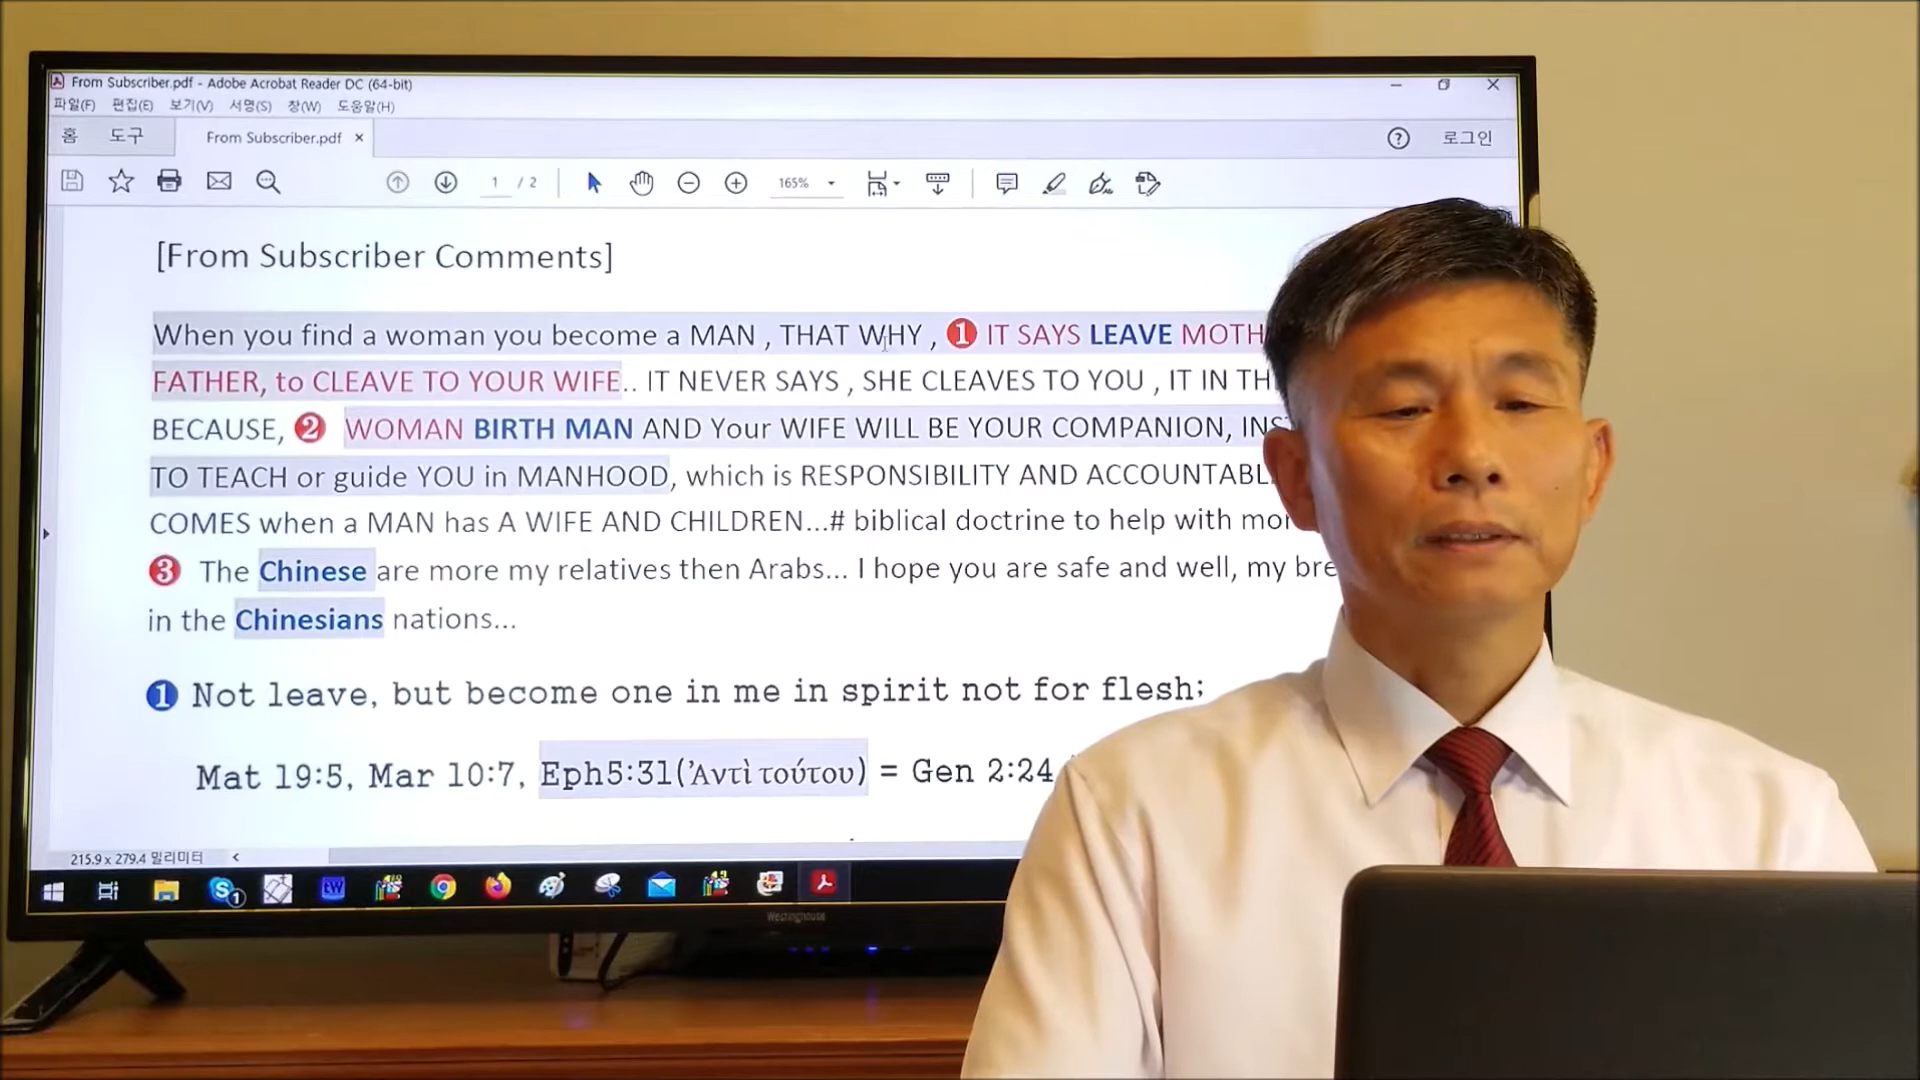 From Subscriber.pdf - Adobe Acrobat Reader DC (64-bit)
파일(F) 편집(E) 보기(V) 서명(S) 창(W) 도움말(H)
홈 도구 From Subscriber.pdf × ? 로그인
1 / 2 165%
[From Subscriber Comments]
When you find a woman you become a MAN , THAT WHY , ❶ IT SAYS LEAVE
FATHER, to CLEAVE TO YOUR WIFE.. IT NEVER SAYS , SHE CLEAVES TO YOU , IT IN
BECAUSE, ❷ WOMAN BIRTH MAN AND Your WIFE WILL BE YOUR COMPANION,
TO TEACH or guide YOU in MANHOOD, which is RESPONSIBILITY AND
COMES when a MAN has A WIFE AND CHILDREN...# biblical doctrine to help with
❸ The Chinese are more my relatives then Arabs... I hope you are safe and well, my
in the Chinesians nations...
❶ Not leave, but become one in me in spirit not for flesh;
Mat 19:5, Mar 10:7, Eph5:31(Ἀντὶ τούτου) = Gen 2:24
215.9 x 279.4 밀리미터
Westinghouse